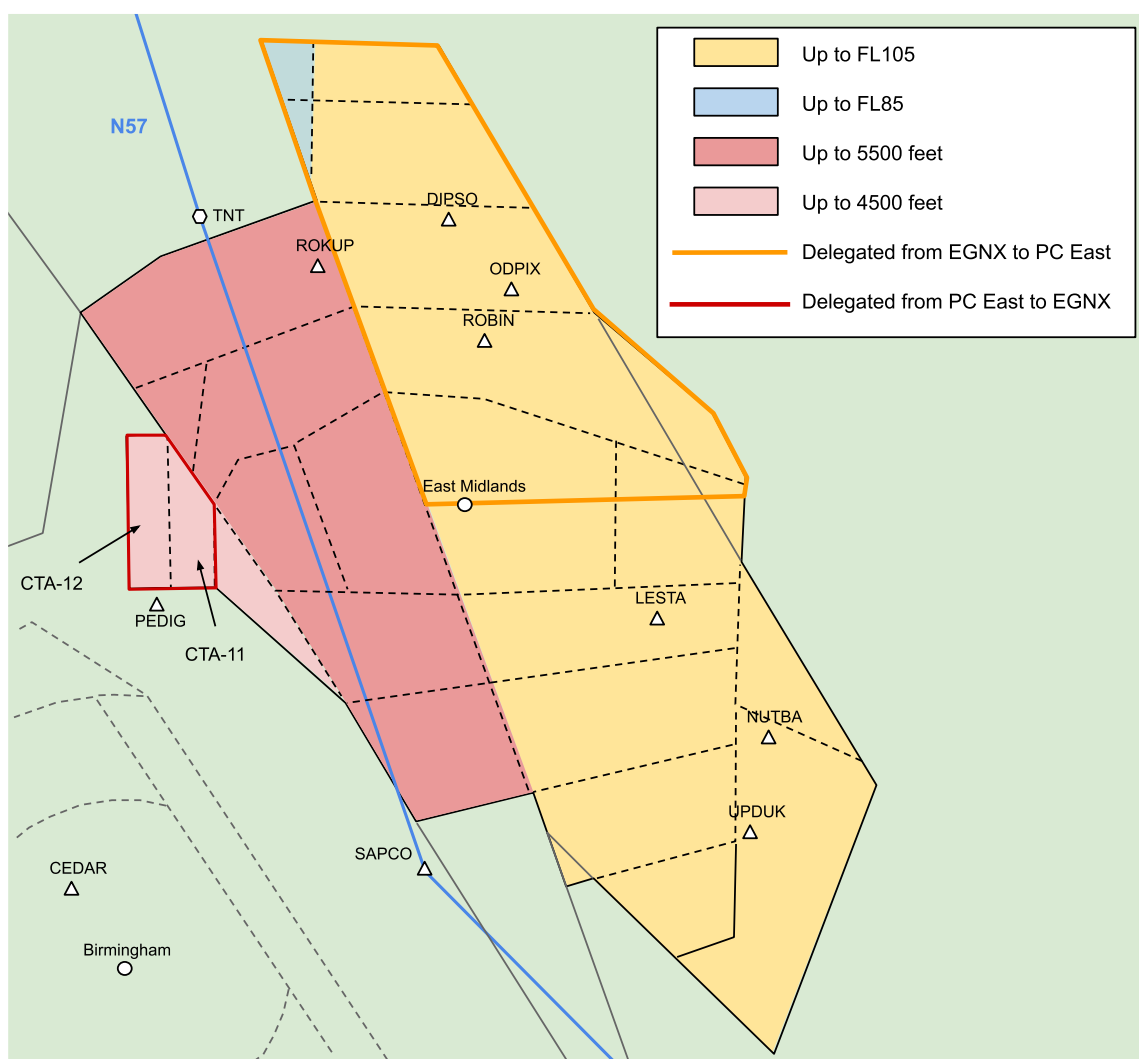 Up to FL105
N57
Up to FL85
Up to 5500 feet
DIPSO
Up to 4500 feet
TNT
ROKUP
Delegated from EGNX to PC East
ODPIX
Delegated from PC East to EGNX
ROBIN
East Midlands
CTA-12
LESTA
PEDIG
CTA-11
NUTBA
UPDUK
SAPCO
CEDAR
Birmingham